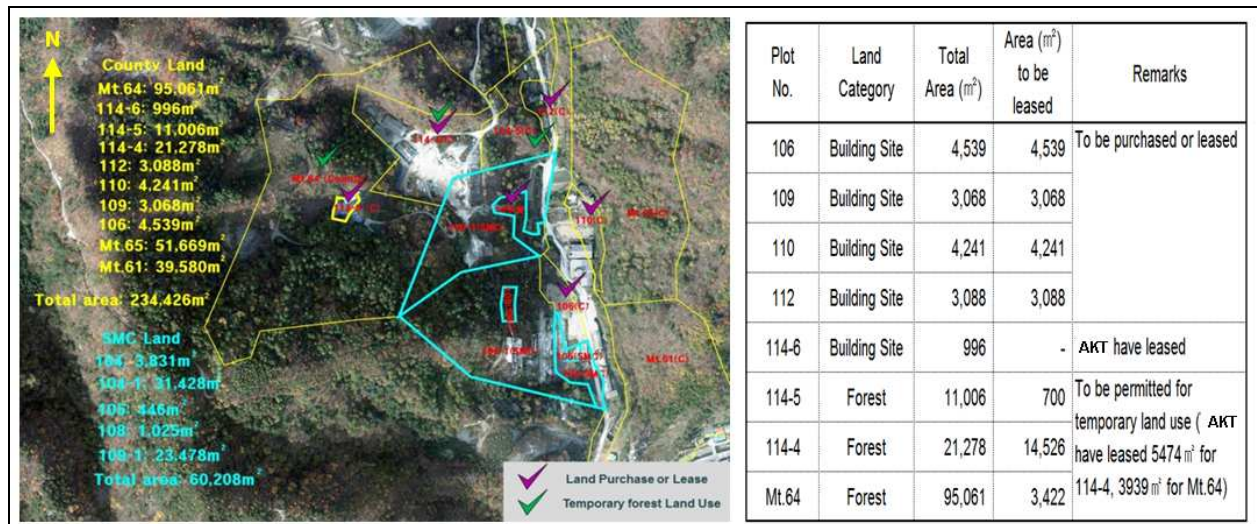 N
County Land
Mt.64: 95.061m²
114-6: 996m²
114-5: 11,006m²
114-4: 21,278m²
112: 3,088m²
110: 4,241m²
109: 3,068m²
106: 4.539m²
Mt.65: 51.669m²
Mt.61: 39.580m²
Total area: 234.426m²
SMC Land
104 -3,831m²
104-1: 31,428m²
105: 446m²
108: 1,025m²
109-1: 23.478m²
Total area: 60,208m²
110(C)
106(C)
Mt.61(C)
Land Purchase or Lease
Temporary forest Land Use
Plot No. Land Category Total Area (㎡) Area (㎡) to be leased Remarks
106 Building Site 4,539 4,539 To be purchased or leased
109 Building Site 3,068 3,068
110 Building Site 4,241 4,241
112 Building Site 3,088 3,088
114-6 Building Site 996 - AKT have leased
114-5 Forest 11,006 700 To be permitted for
temporary land use ( AKT
114-4 Forest 21,278 14,526 have leased 5474㎡ for
Mt.64 Forest 95,061 3,422 114-4, 3939㎡ for Mt.64)